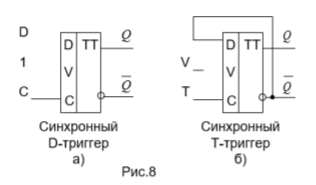 D
1
C
D TT
V
C
Q
Q
Синхронный
D-триггер
а)
V
T
D TT
V
C
Q
Q
Синхронный
Т-триггер
б)
Рис.8